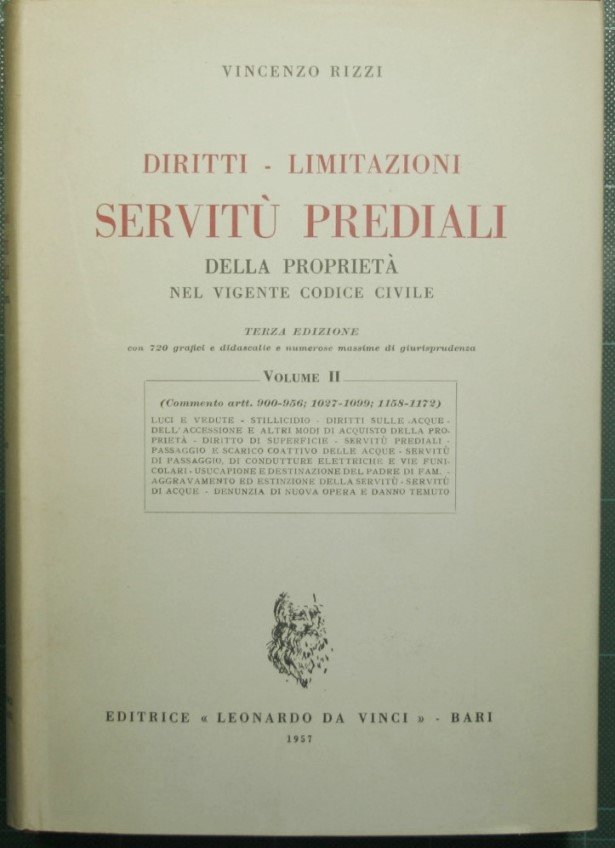 VINCENZO RIZZI
DIRITTI - LIMITAZIONI
SERVITÙ PREDIALI
DELLA PROPRIETÀ
NEL VIGENTE CODICE CIVILE
TERZA EDIZIONE
con 720 grafici e didascalie e numerose massime di giurisprudenza
VOLUME II
(Commento artt. 900-956; 1027-1099; 1158-1172)
LUCI E VEDUTE - STILLICIDIO - DIRITTI SULLE ACQUE -
DELL'ACCESSIONE E ALTRI MODI DI ACQUISTO DELLA PRO-
PRIETÀ - DIRITTO DI SUPERFICIE - SERVITÙ PREDIALI -
PASSAGGIO E SCARICO COATTIVO DELLE ACQUE - SERVITÙ
DI PASSAGGIO, DI CONDUTTURE ELETTRICHE E VIE FUNI-
COLARI - USUCAPIONE E DESTINAZIONE DEL PADRE DI FAM. -
AGGRAVAMENTO ED ESTINZIONE DELLA SERVITÙ - SERVITÙ
DI ACQUE - DENUNZIA DI NUOVA OPERA E DANNO TEMUTO
EDITRICE « LEONARDO DA VINCI » - BARI
1957